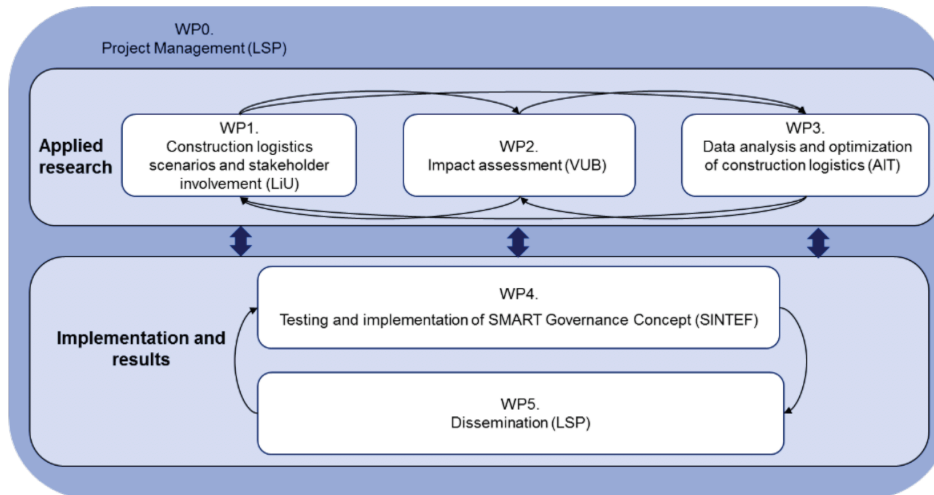 WP0.
Project Management (LSP)
Applied
research
WP1.
Construction logistics
scenarios and stakeholder
involvement (LiU)
WP2.
Impact assessment (VUB)
WP3.
Data analysis and optimization
of construction logistics (AIT)
Implementation and
results
WP4.
Testing and implementation of SMART Governance Concept (SINTEF)
WP5.
Dissemination (LSP)